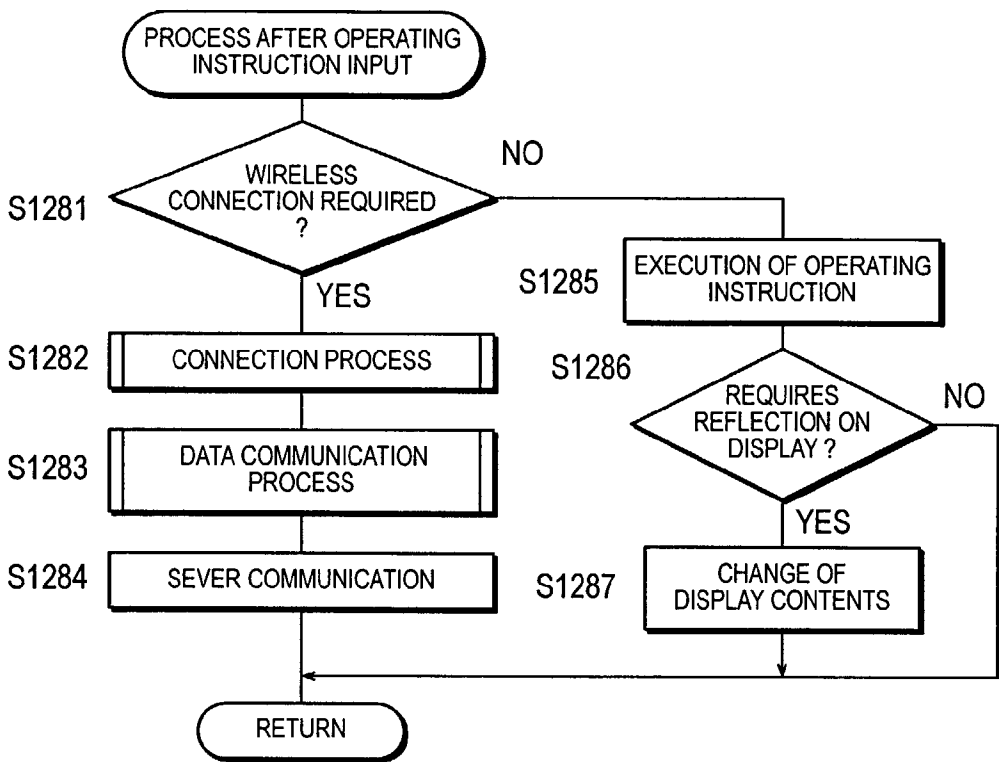 PROCESS AFTER OPERATING
INSTRUCTION INPUT
S1281
WIRELESS
CONNECTION REQUIRED
?
NO
YES
S1282
CONNECTION PROCESS
S1283
DATA COMMUNICATION
PROCESS
S1284
SEVER COMMUNICATION
S1285
EXECUTION OF OPERATING
INSTRUCTION
S1286
REQUIRES
REFLECTION ON
DISPLAY ?
NO
YES
S1287
CHANGE OF
DISPLAY CONTENTS
RETURN